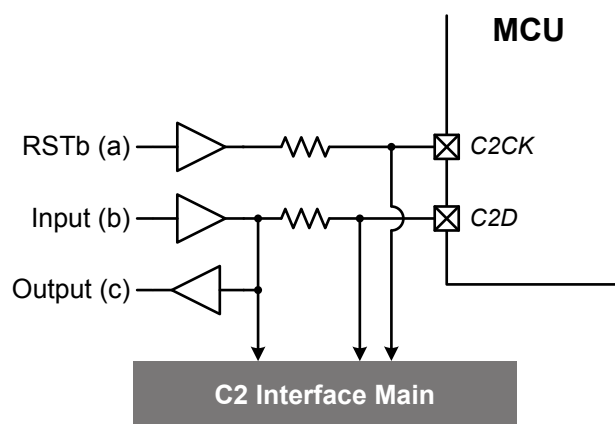 MCU
RSTb (a)
C2CK
Input (b)
C2D
Output (c)
C2 Interface Main